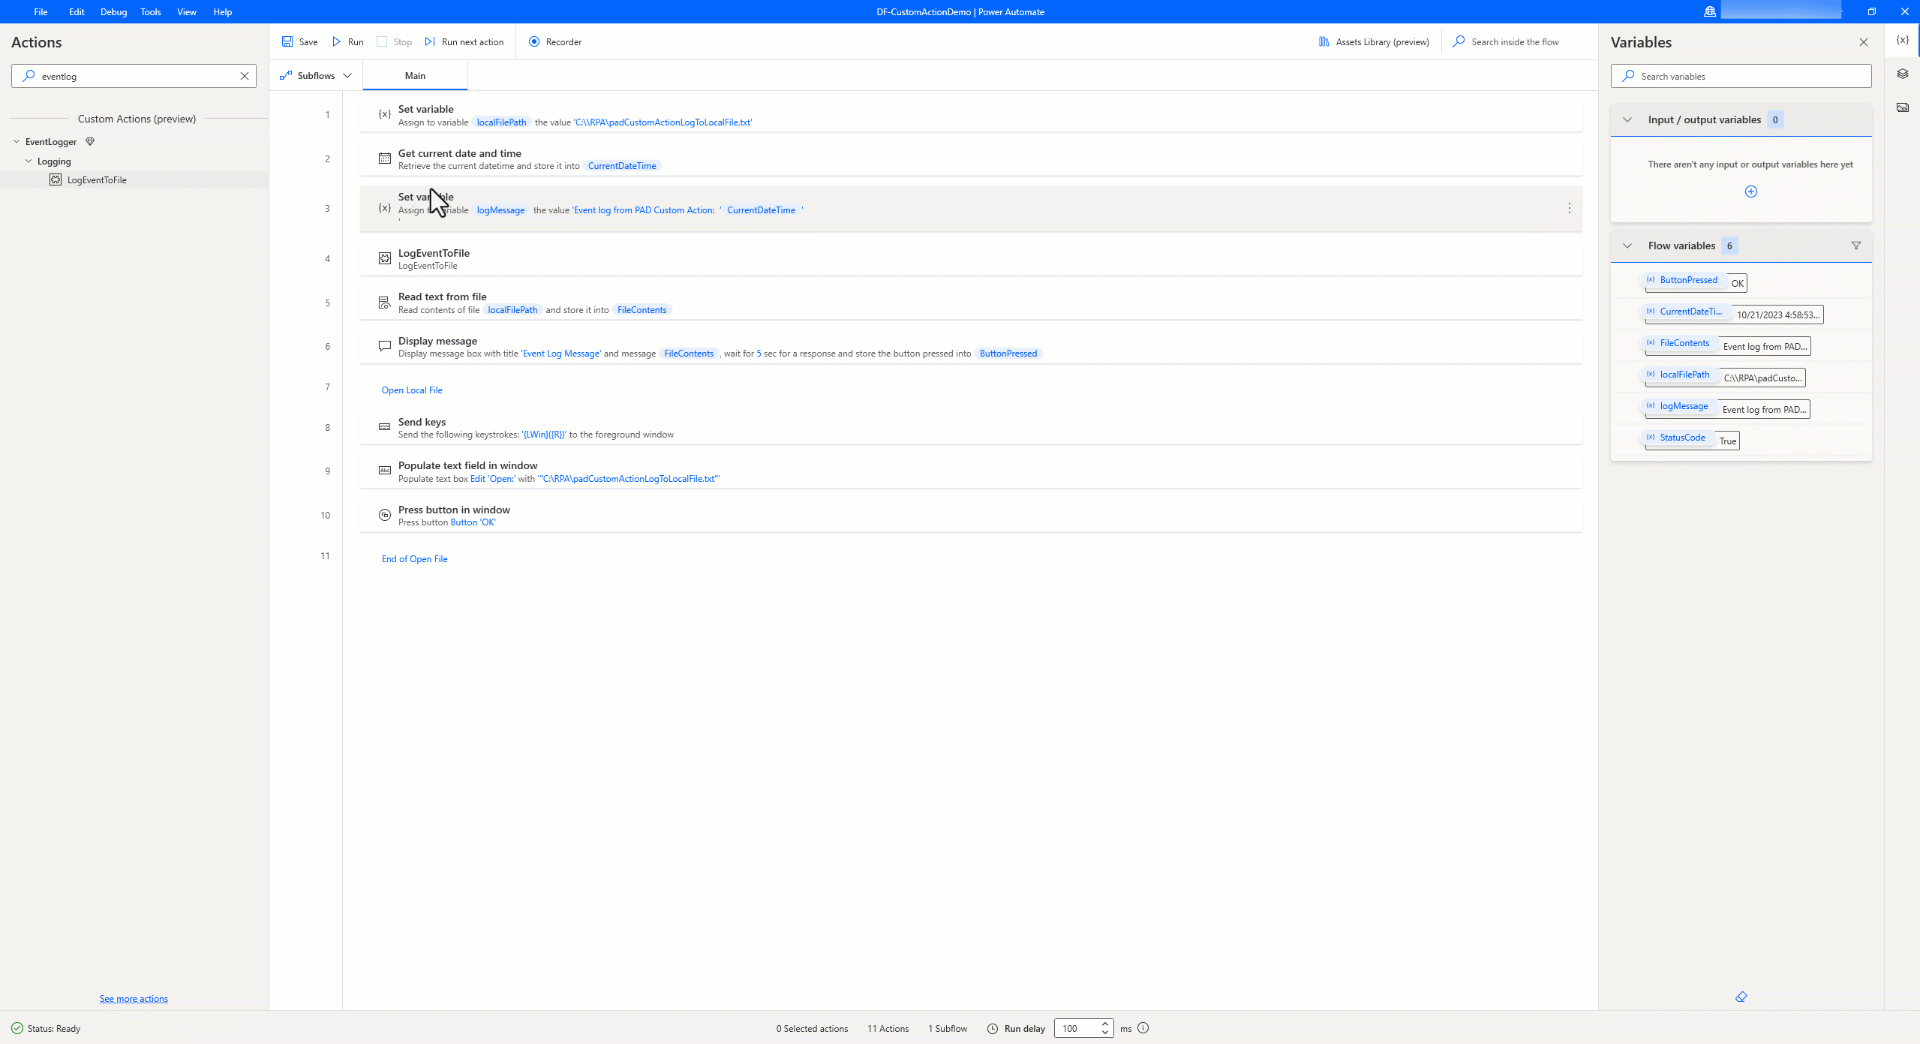 File Edit Debug Tools View Help
DF-CustomActionDemo | Power Automate
Actions
eventlog
Custom Actions (preview)
EventLogger
Logging
LogEventToFile
See more actions
Save Run Stop Run next action Recorder
Assets Library (preview) Search inside the flow
Subflows Main
1
Set variable
Assign to variable localFilePath the value 'C:\\RPA\padCustomActionLogToLocalFile.txt'
2
Get current date and time
Retrieve the current datetime and store it into CurrentDateTime
3
Set variable
Assign to variable logMessage the value 'Event log from PAD Custom Action: ' CurrentDateTime '
'
4
LogEventToFile
LogEventToFile
5
Read text from file
Read contents of file localFilePath and store it into FileContents
6
Display message
Display message box with title 'Event Log Message' and message FileContents , wait for 5 sec for a response and store the button pressed into ButtonPressed
7
Open Local File
8
Send keys
Send the following keystrokes: '{LWin}({R})' to the foreground window
9
Populate text field in window
Populate text box Edit 'Open:' with '"C:\RPA\padCustomActionLogToLocalFile.txt"'
10
Press button in window
Press button Button 'OK'
11
End of Open File
Variables
{x}
Search variables
Input / output variables 0
There aren't any input or output variables here yet
Flow variables 6
ButtonPressed OK
CurrentDateTi... 10/21/2023 4:58:53...
FileContents Event log from PAD...
localFilePath C:\\RPA\padCusto...
logMessage Event log from PAD...
StatusCode True
Status: Ready
0 Selected actions 11 Actions 1 Subflow Run delay 100 ms